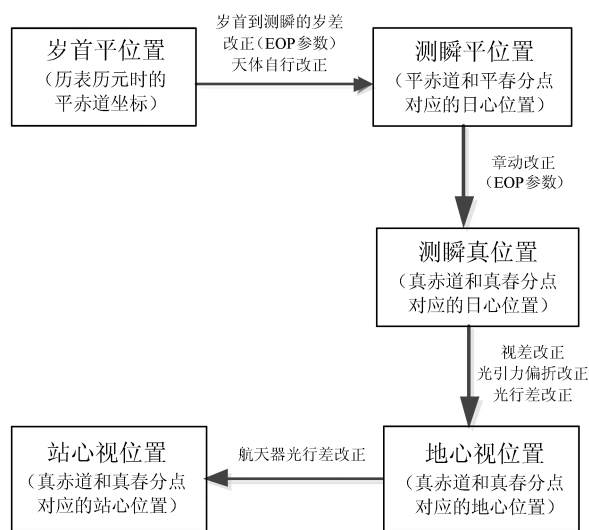 岁首平位置
（历表历元时的
平赤道坐标）
岁首到测瞬的岁差
改正（EOP 参数）
天体自行改正
测瞬平位置
（平赤道和平春分点
对应的日心位置）
章动改正
（EOP 参数）
测瞬真位置
（真赤道和真春分点
对应的日心位置）
视差改正
光引力偏折改正
光行差改正
地心视位置
（真赤道和真春分点
对应的地心位置）
航天器光行差改正
站心视位置
（真赤道和真春分点
对应的站心位置）